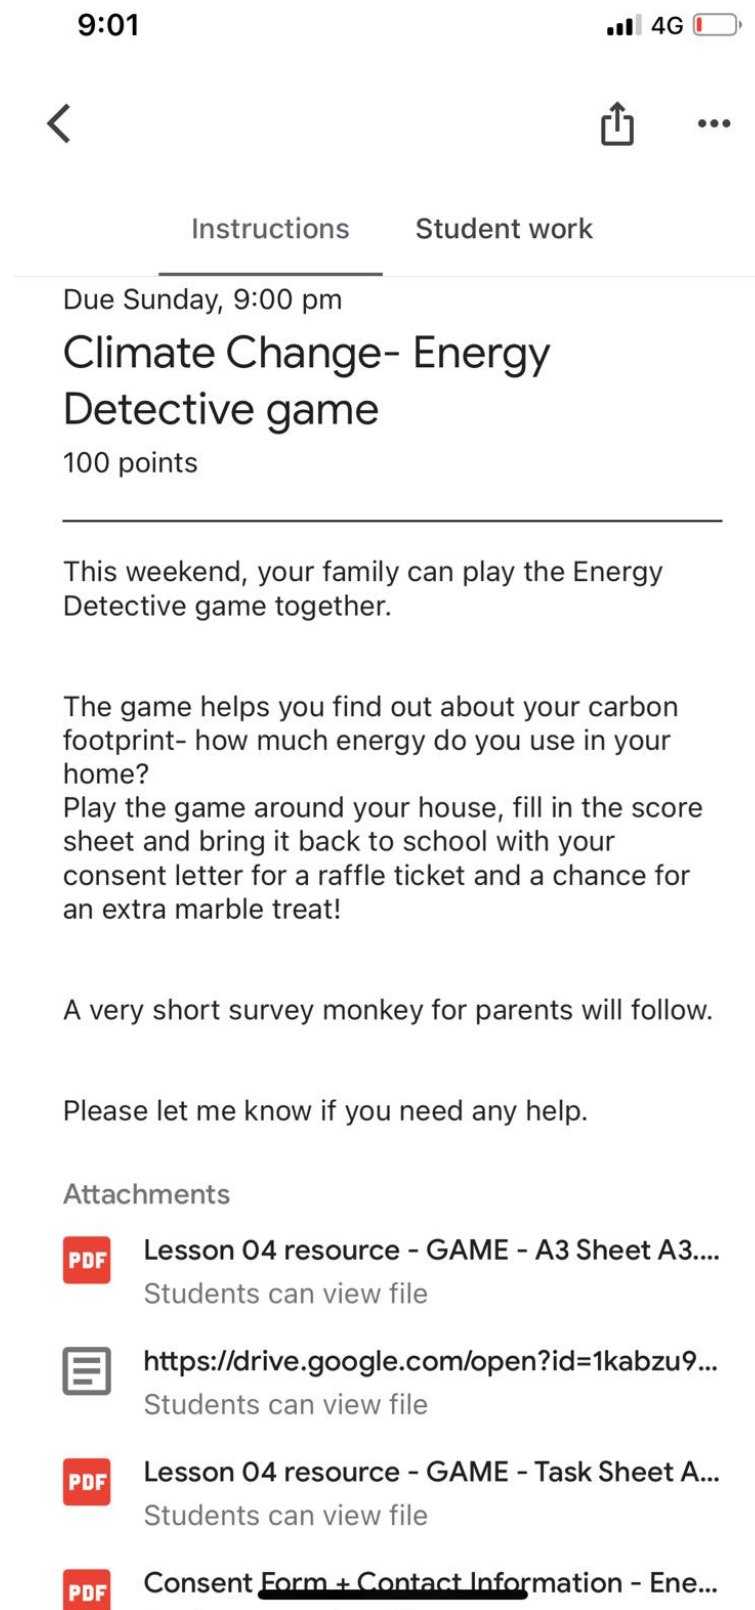 9:01
4G
Instructions
Student work
Due Sunday, 9:00 pm
Climate Change- Energy
Detective game
100 points
This weekend, your family can play the Energy
Detective game together.
The game helps you find out about your carbon
footprint- how much energy do you use in your
home?
Play the game around your house, fill in the score
sheet and bring it back to school with your
consent letter for a raffle ticket and a chance for
an extra marble treat!
A very short survey monkey for parents will follow.
Please let me know if you need any help.
Attachments
PDF
Lesson 04 resource - GAME - A3 Sheet A3....
Students can view file
https://drive.google.com/open?id=1kabzu9...
Students can view file
PDF
Lesson 04 resource - GAME - Task Sheet A...
Students can view file
PDF
Consent Form + Contact Information - Ene...